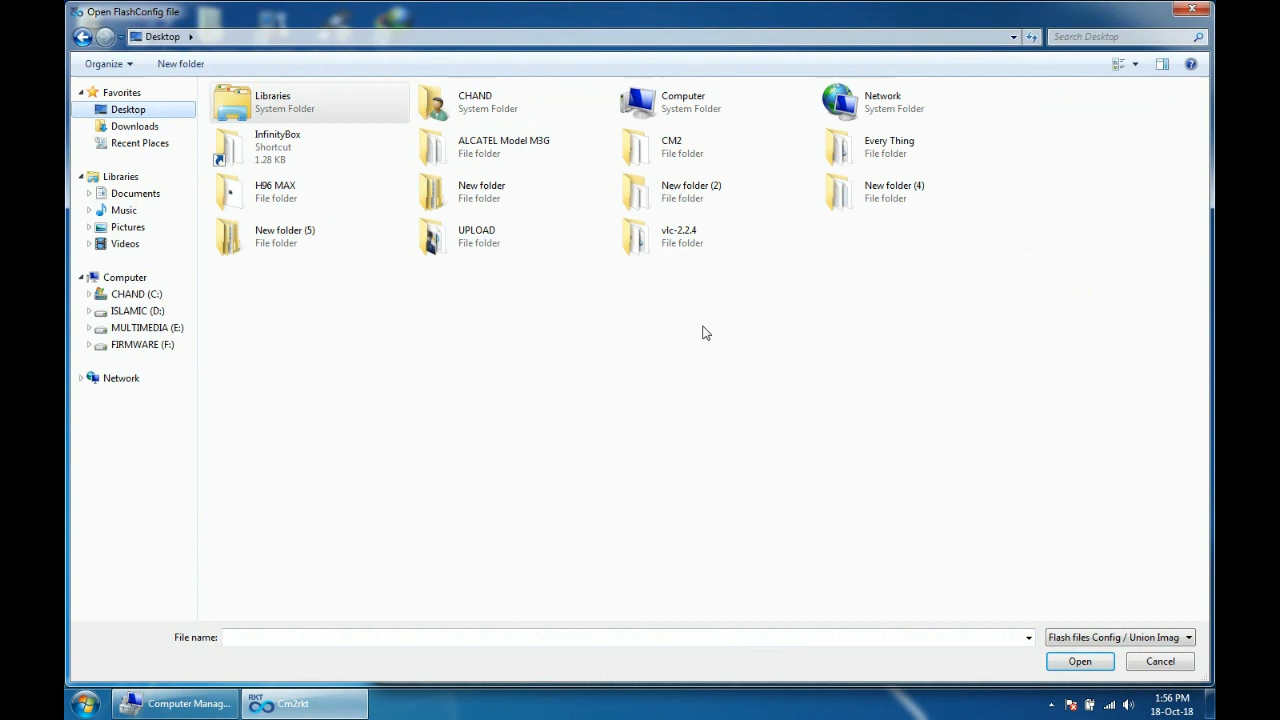 Open FlashConfig file
Desktop
Search Desktop
Organize
New folder
Favorites
Desktop
Downloads
Recent Places
Libraries
Documents
Music
Pictures
Videos
Computer
CHAND (C:)
ISLAMIC (D:)
MULTIMEDIA (E:)
FIRMWARE (F:)
Network
Libraries
System Folder
CHAND
System Folder
Computer
System Folder
Network
System Folder
InfinityBox
Shortcut
1.28 KB
ALCATEL Model M3G
File folder
CM2
File folder
Every Thing
File folder
H96 MAX
File folder
New folder
File folder
New folder (2)
File folder
New folder (4)
File folder
New folder (5)
File folder
UPLOAD
File folder
vlc-2.2.4
File folder
File name:
Flash files Config / Union Imag
Open
Cancel
Computer Manag...
RKT
Cm2rkt
1:56 PM
18-Oct-18